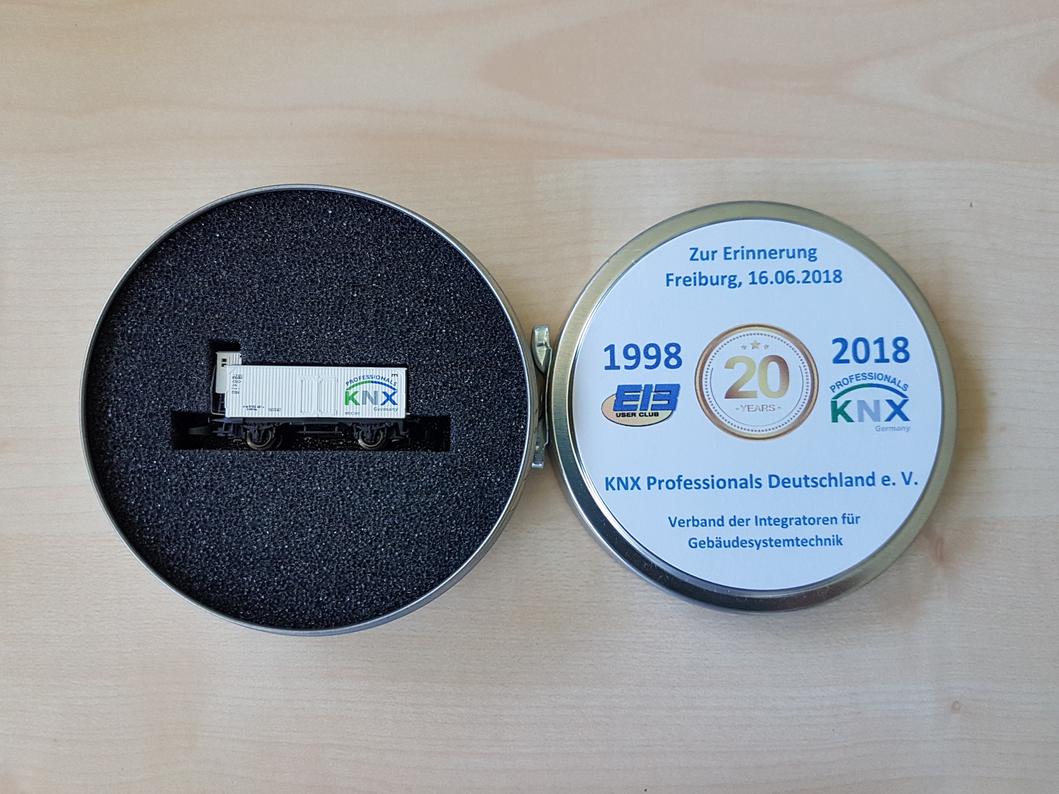 PROFESSIONALS
KNX
Germany
Zur Erinnerung
Freiburg, 16.06.2018
1998
2018
20
-YEARS-
EIB
USER CLUB
PROFESSIONALS
KNX
Germany
KNX Professionals Deutschland e. V.
Verband der Integratoren für
Gebäudesystemtechnik